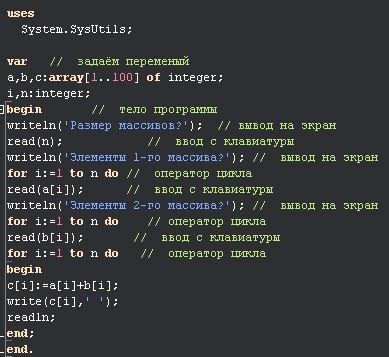 uses
System.SysUtils;
var // задаём переменый
a,b,c:array[1..100] of integer;
i,n:integer;
begin // тело программы
writeln('Размер массивов?'); // вывод на экран
read(n); // ввод с клавиатуры
writeln('Элементы 1-го массива?'); // вывод на экран
for i:=1 to n do // оператор цикла
read(a[i]); // ввод с клавиатуры
writeln('Элементы 2-го массива?'); // вывод на экран
for i:=1 to n do // оператор цикла
read(b[i]); // ввод с клавиатуры
for i:=1 to n do // оператор цикла
begin
c[i]:=a[i]+b[i];
write(c[i],' ');
readln;
end;
end.